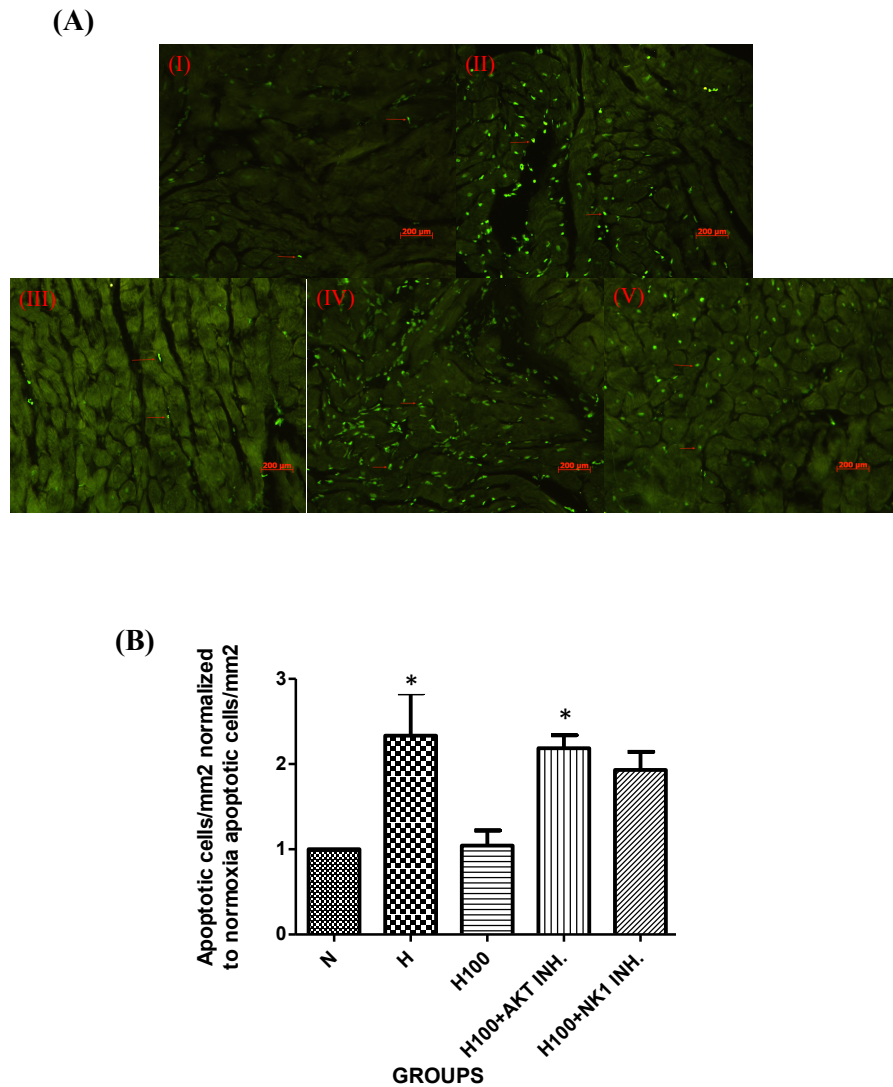 (A)
(I)
(II)
200 µm
200 µm
(III)
(IV)
(V)
200 µm
200 µm
200 µm
(B)
Apoptotic cells/mm2 normalized
to normoxia apoptotic cells/mm2
3
2
1
0
*
*
N
H
H100
H100+AKT INH.
H100+NK1 INH.
GROUPS